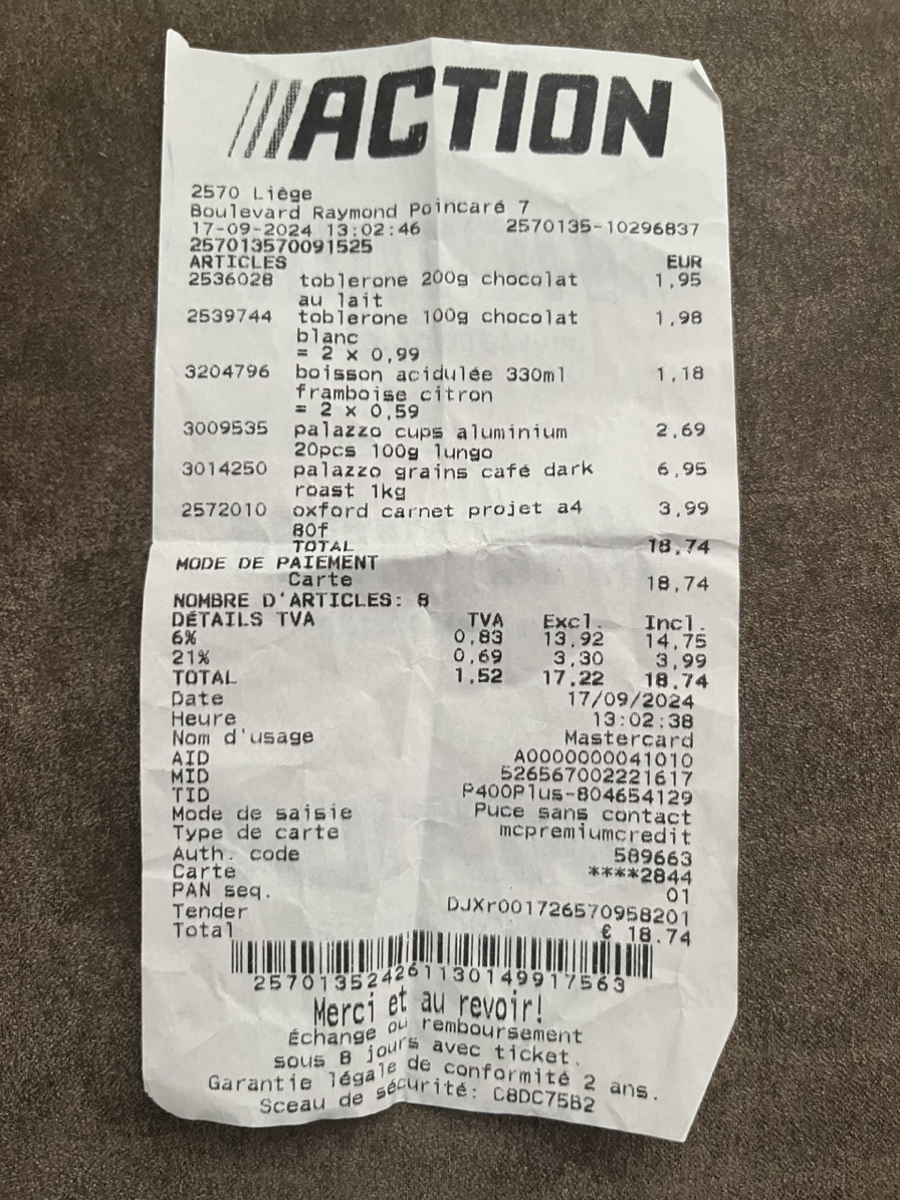 ACTION
2570 Liège
Boulevard Raymond Poincaré 7
17-09-2024 13:02:46 2570135-10296837
257013570091525
ARTICLES EUR
2536028 toblerone 200g chocolat 1,95
au lait
2539744 toblerone 100g chocolat 1,98
blanc
= 2 x 0,99
3204796 boisson acidulée 330ml 1,18
framboise citron
= 2 x 0,59
3009535 palazzo cups aluminium 2,69
20pcs 100g lungo
3014250 palazzo grains café dark 6,95
roast 1kg
2572010 oxford carnet projet a4 3,99
80f
TOTAL 18,74
MODE DE PAIEMENT
Carte 18,74
NOMBRE D'ARTICLES: 8
DÉTAILS TVA TVA Excl. Incl.
6% 0,83 13,92 14,75
21% 0,69 3,30 3,99
TOTAL 1,52 17,22 18,74
Date 17/09/2024
Heure 13:02:38
Nom d'usage Mastercard
AID A0000000041010
MID 526567002221617
TID P400Plus-804654129
Mode de saisie Puce sans contact
Type de carte mcpremiumcredit
Auth. code 589663
Carte ****2844
PAN seq. 01
Tender DJXr001726570958201
Total € 18.74
257013524261130149917563
Merci et au revoir!
Échange ou remboursement
sous 8 jours avec ticket.
Garantie légale de conformité 2 ans.
Sceau de sécurité: C8DC75B2